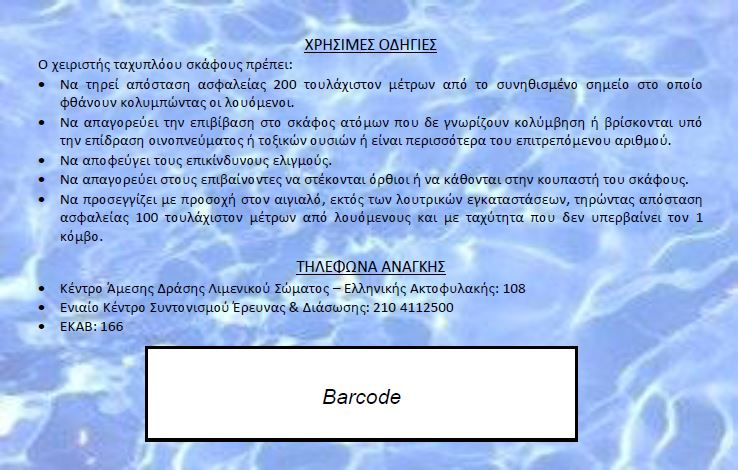 ΧΡΗΣΙΜΕΣ ΟΔΗΓΙΕΣ
Ο χειριστής ταχυπλόου σκάφους πρέπει:
• Να τηρεί απόσταση ασφαλείας 200 τουλάχιστον μέτρων από το συνηθισμένο σημείο στο οποίο
φθάνουν κολυμπώντας οι λουόμενοι.
• Να απαγορεύει την επιβίβαση στο σκάφος ατόμων που δε γνωρίζουν κολύμβηση ή βρίσκονται υπό
την επίδραση οινοπνεύματος ή τοξικών ουσιών ή είναι περισσότερα του επιτρεπόμενου αριθμού.
• Να αποφεύγει τους επικίνδυνους ελιγμούς.
• Να απαγορεύει στους επιβαίνοντες να στέκονται όρθιοι ή να κάθονται στην κουπαστή του σκάφους.
• Να προσεγγίζει με προσοχή στον αιγιαλό, εκτός των λουτρικών εγκαταστάσεων, τηρώντας απόσταση
ασφαλείας 100 τουλάχιστον μέτρων από λουόμενους και με ταχύτητα που δεν υπερβαίνει τον 1
κόμβο.
ΤΗΛΕΦΩΝΑ ΑΝΑΓΚΗΣ
• Κέντρο Άμεσης Δράσης Λιμενικού Σώματος – Ελληνικής Ακτοφυλακής: 108
• Ενιαίο Κέντρο Συντονισμού Έρευνας & Διάσωσης: 210 4112500
• ΕΚΑΒ: 166
Barcode